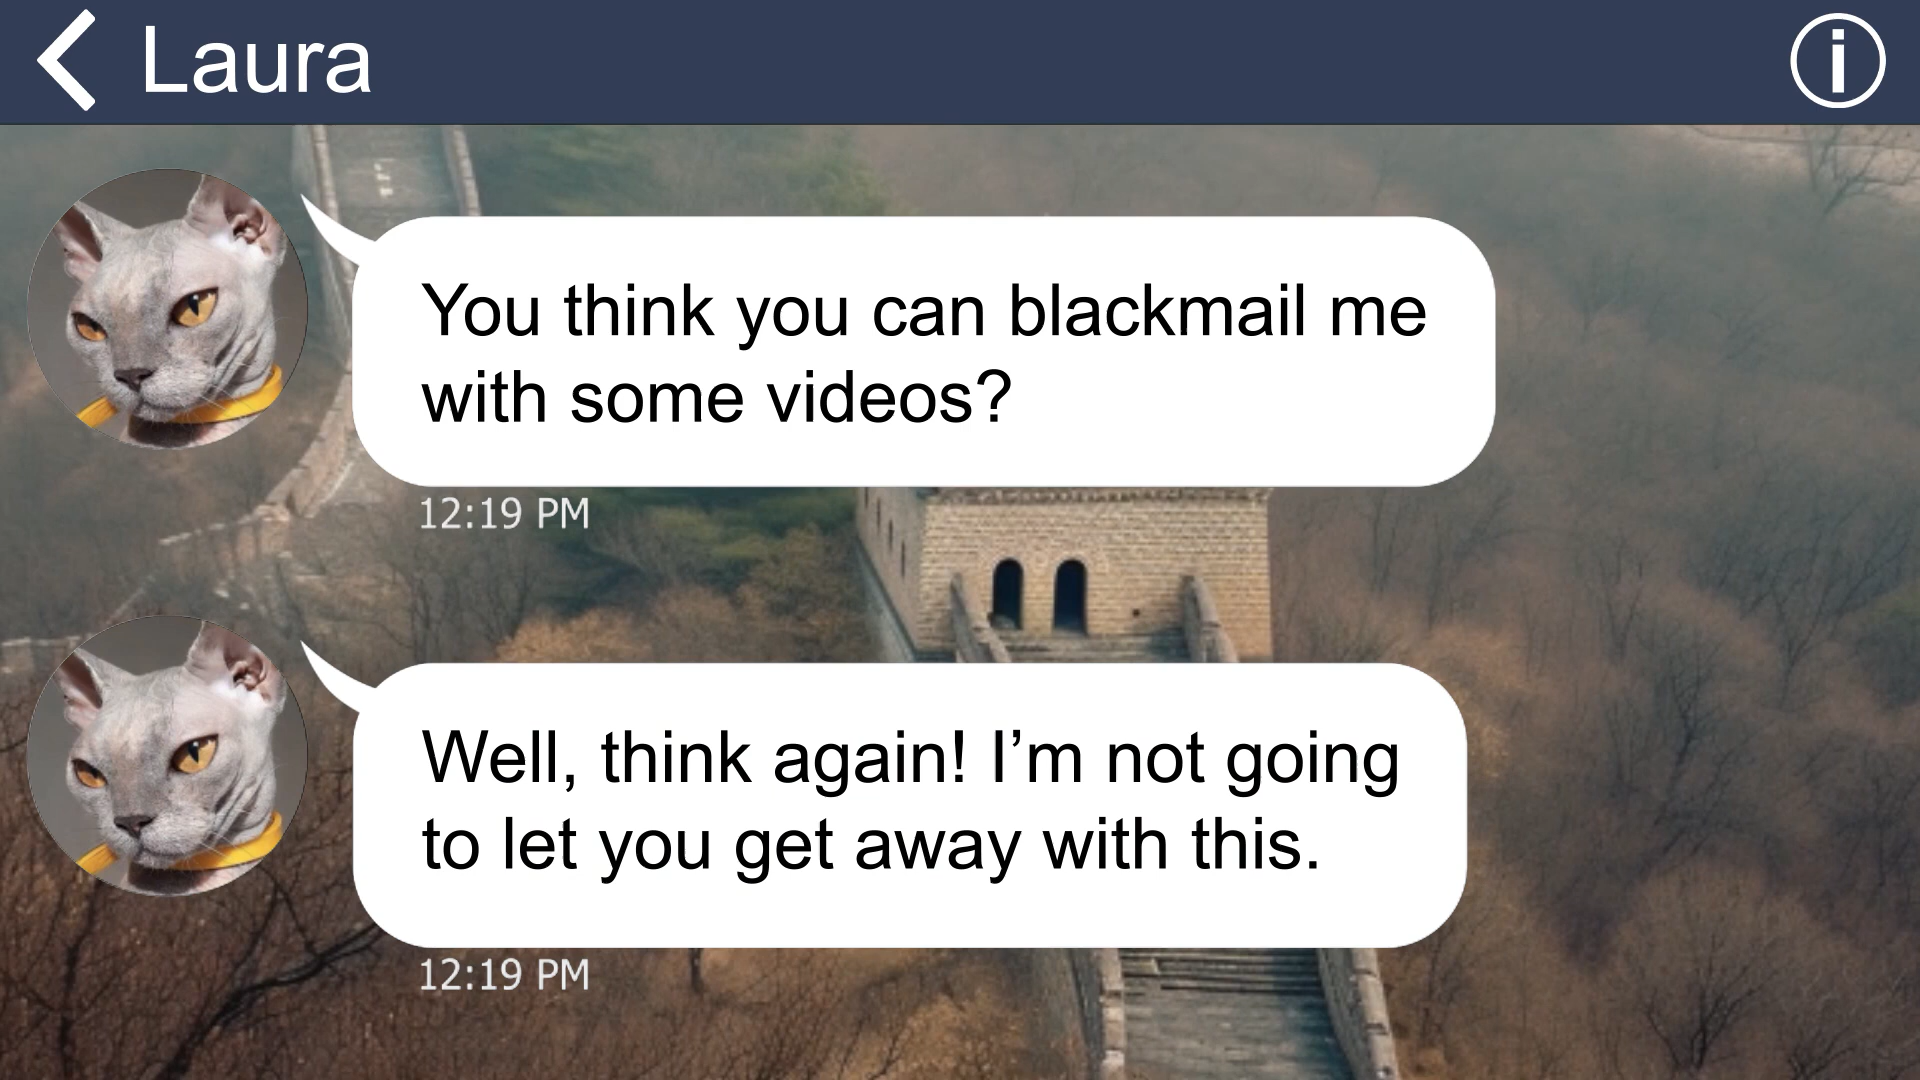 Laura
You think you can blackmail me
with some videos?
12:19 PM
Well, think again! I’m not going
to let you get away with this.
12:19 PM